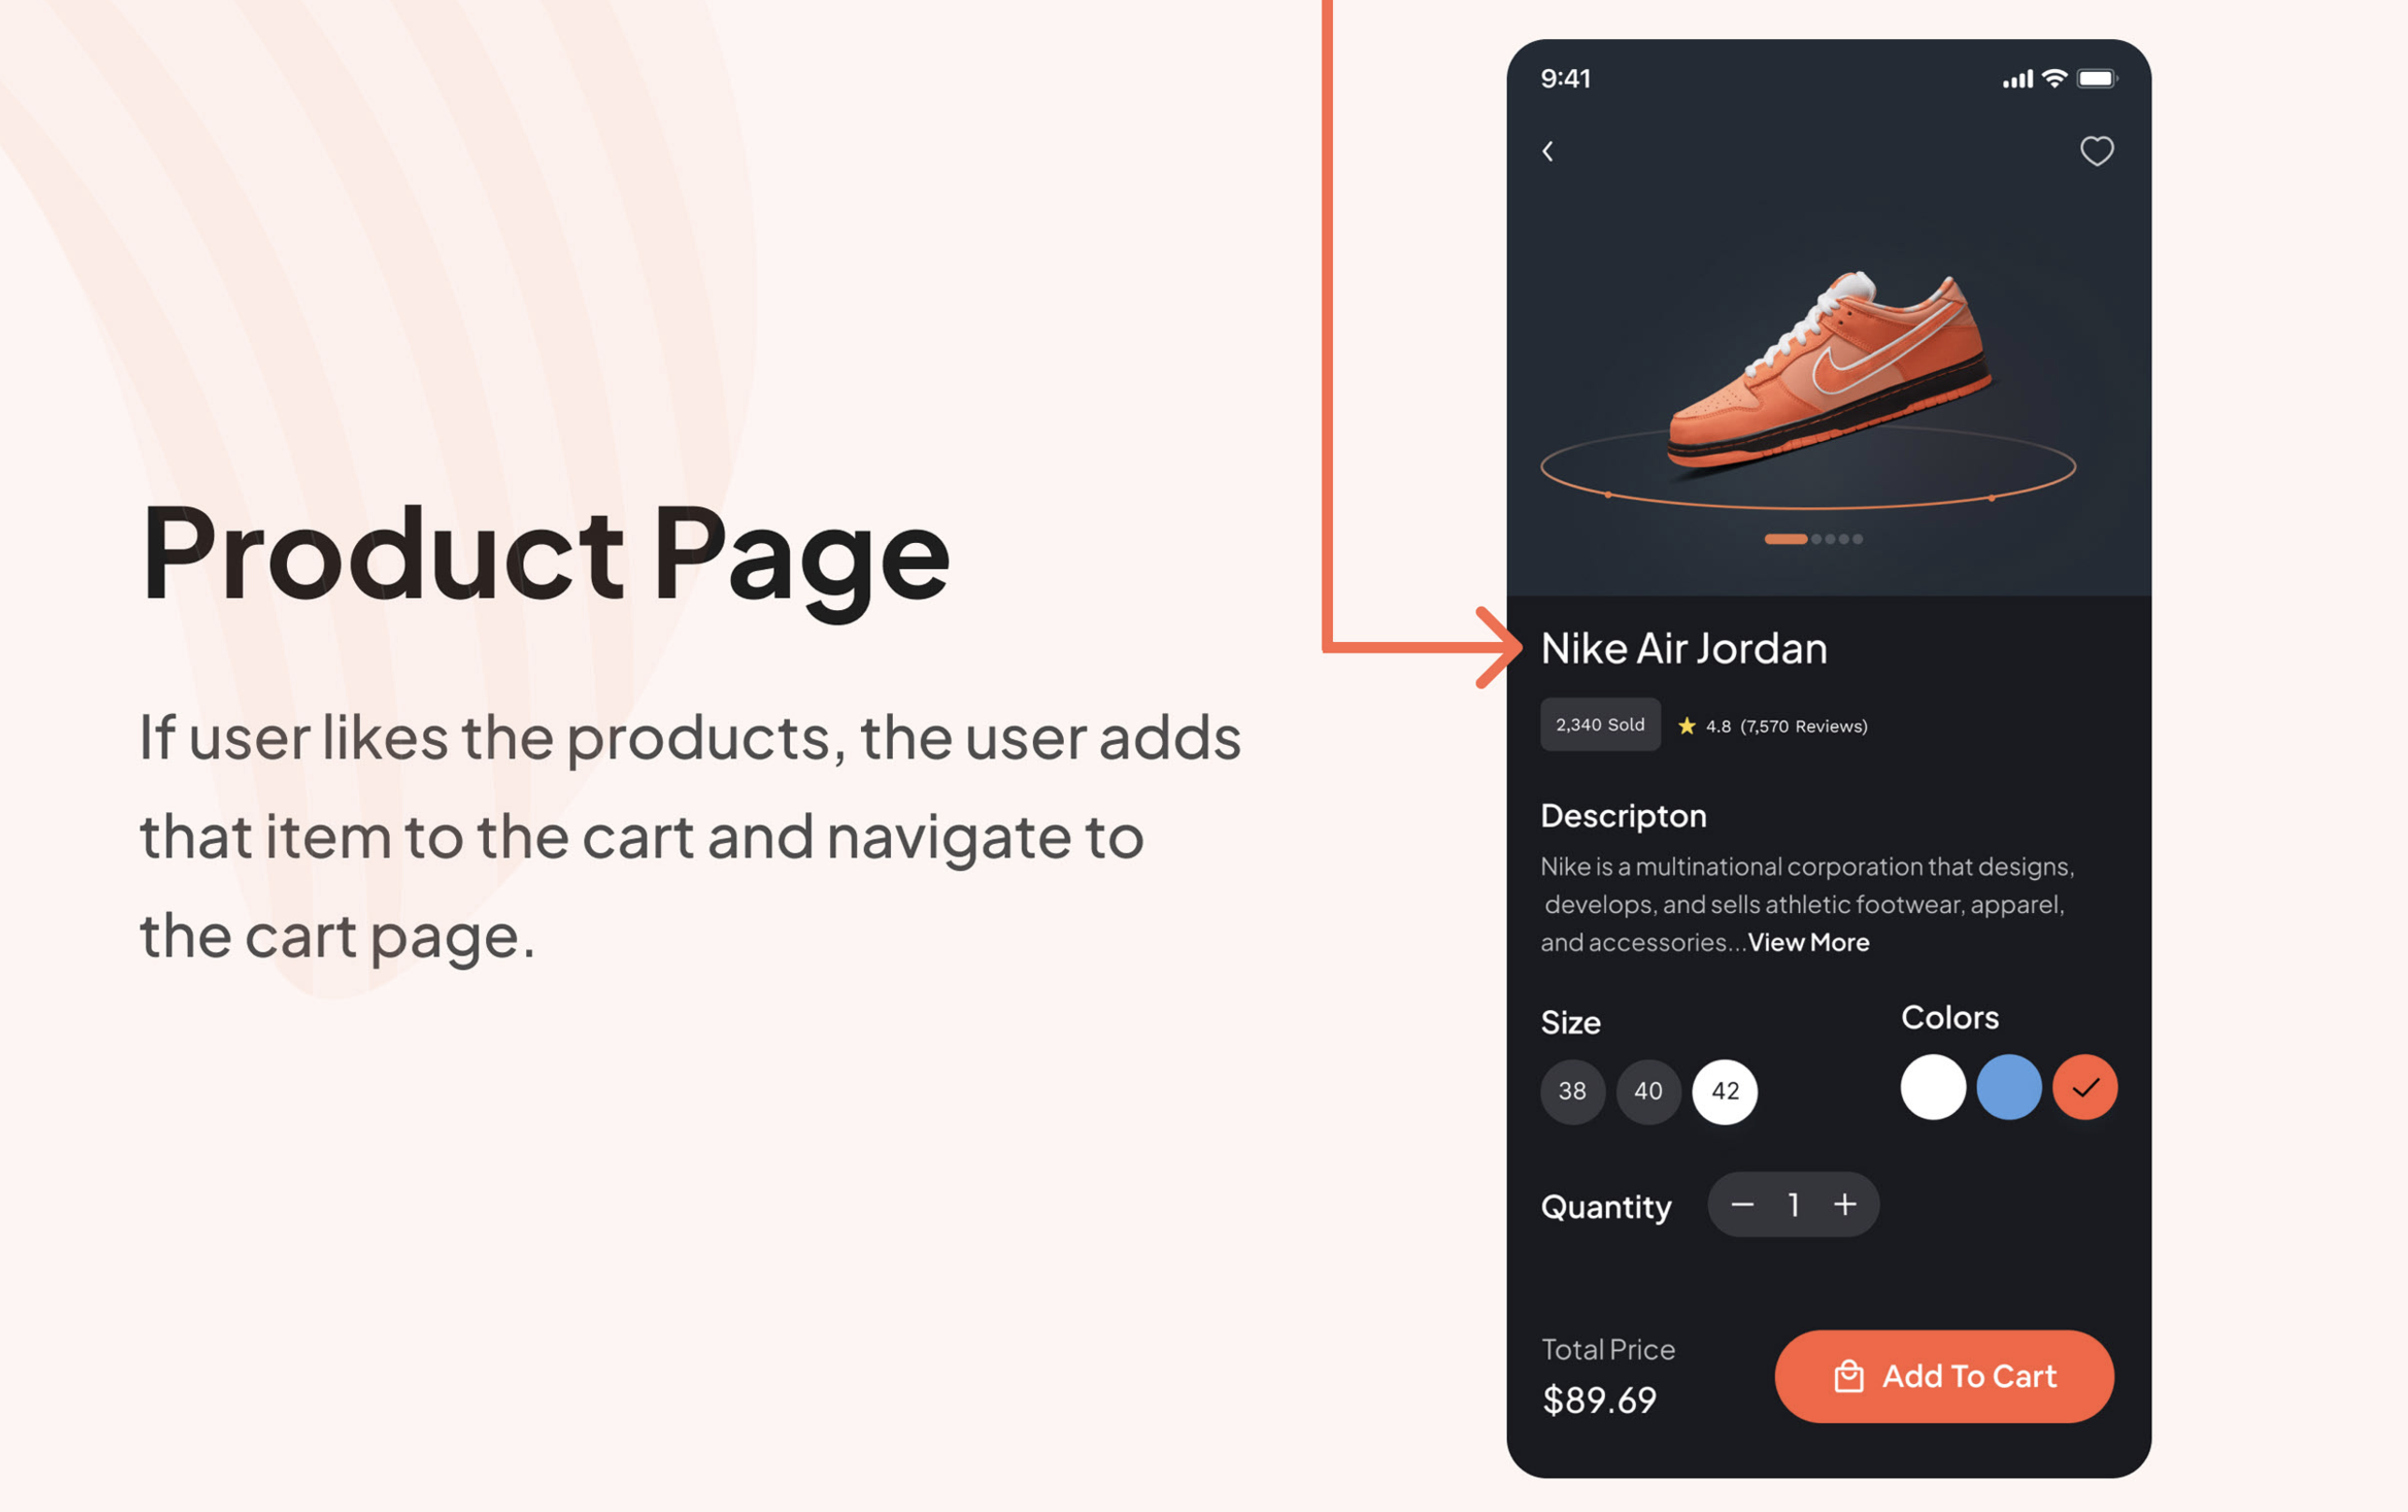 Product Page
If user likes the products, the user adds
that item to the cart and navigate to
the cart page.
9:41
Nike Air Jordan
2,340 Sold
4.8 (7,570 Reviews)
Descripton
Nike is a multinational corporation that designs,
develops, and sells athletic footwear, apparel,
and accessories...View More
Size
Colors
38 40 42
Quantity
1
Total Price
$89.69
Add To Cart